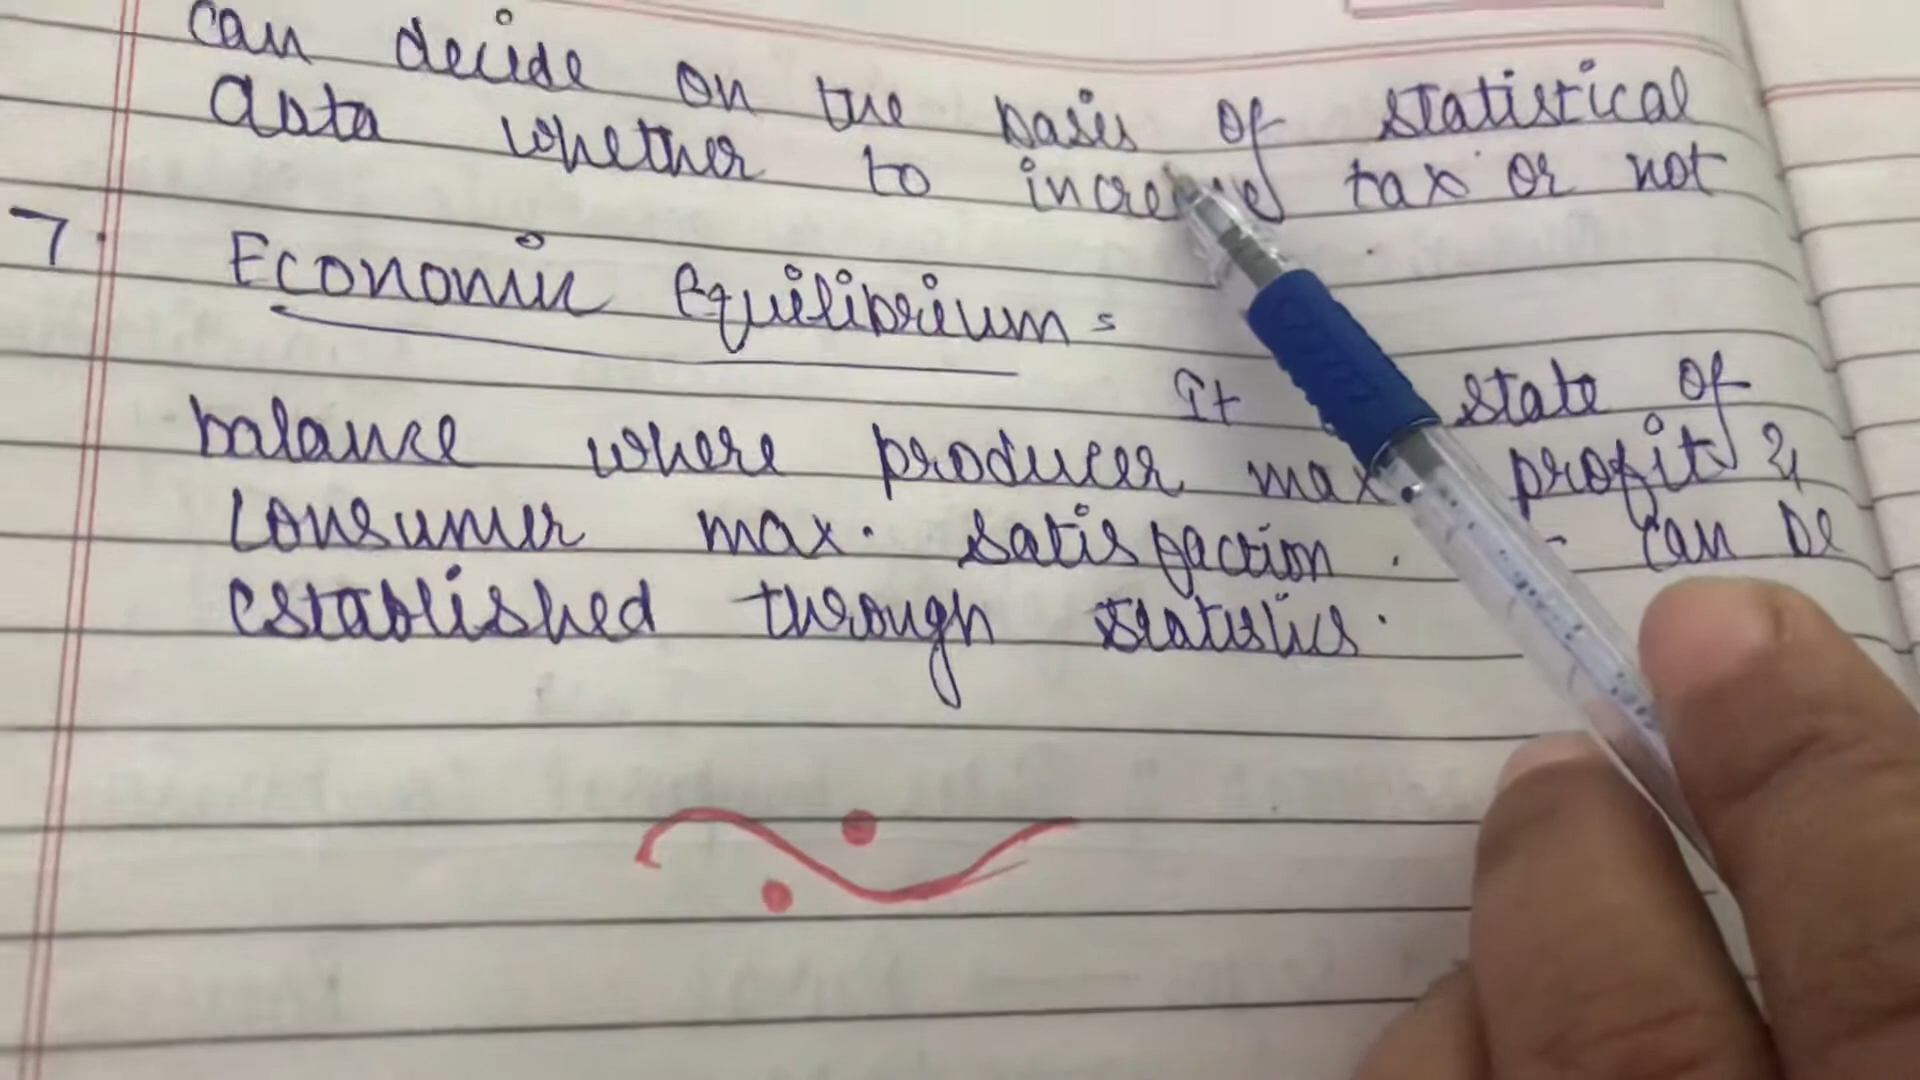 can decide on the basis of statistical
data whether to increase tax or not
7. Economic Equilibrium =
It state of
balance where producer max profit &
consumer max. satisfaction. can be
established through statistics.